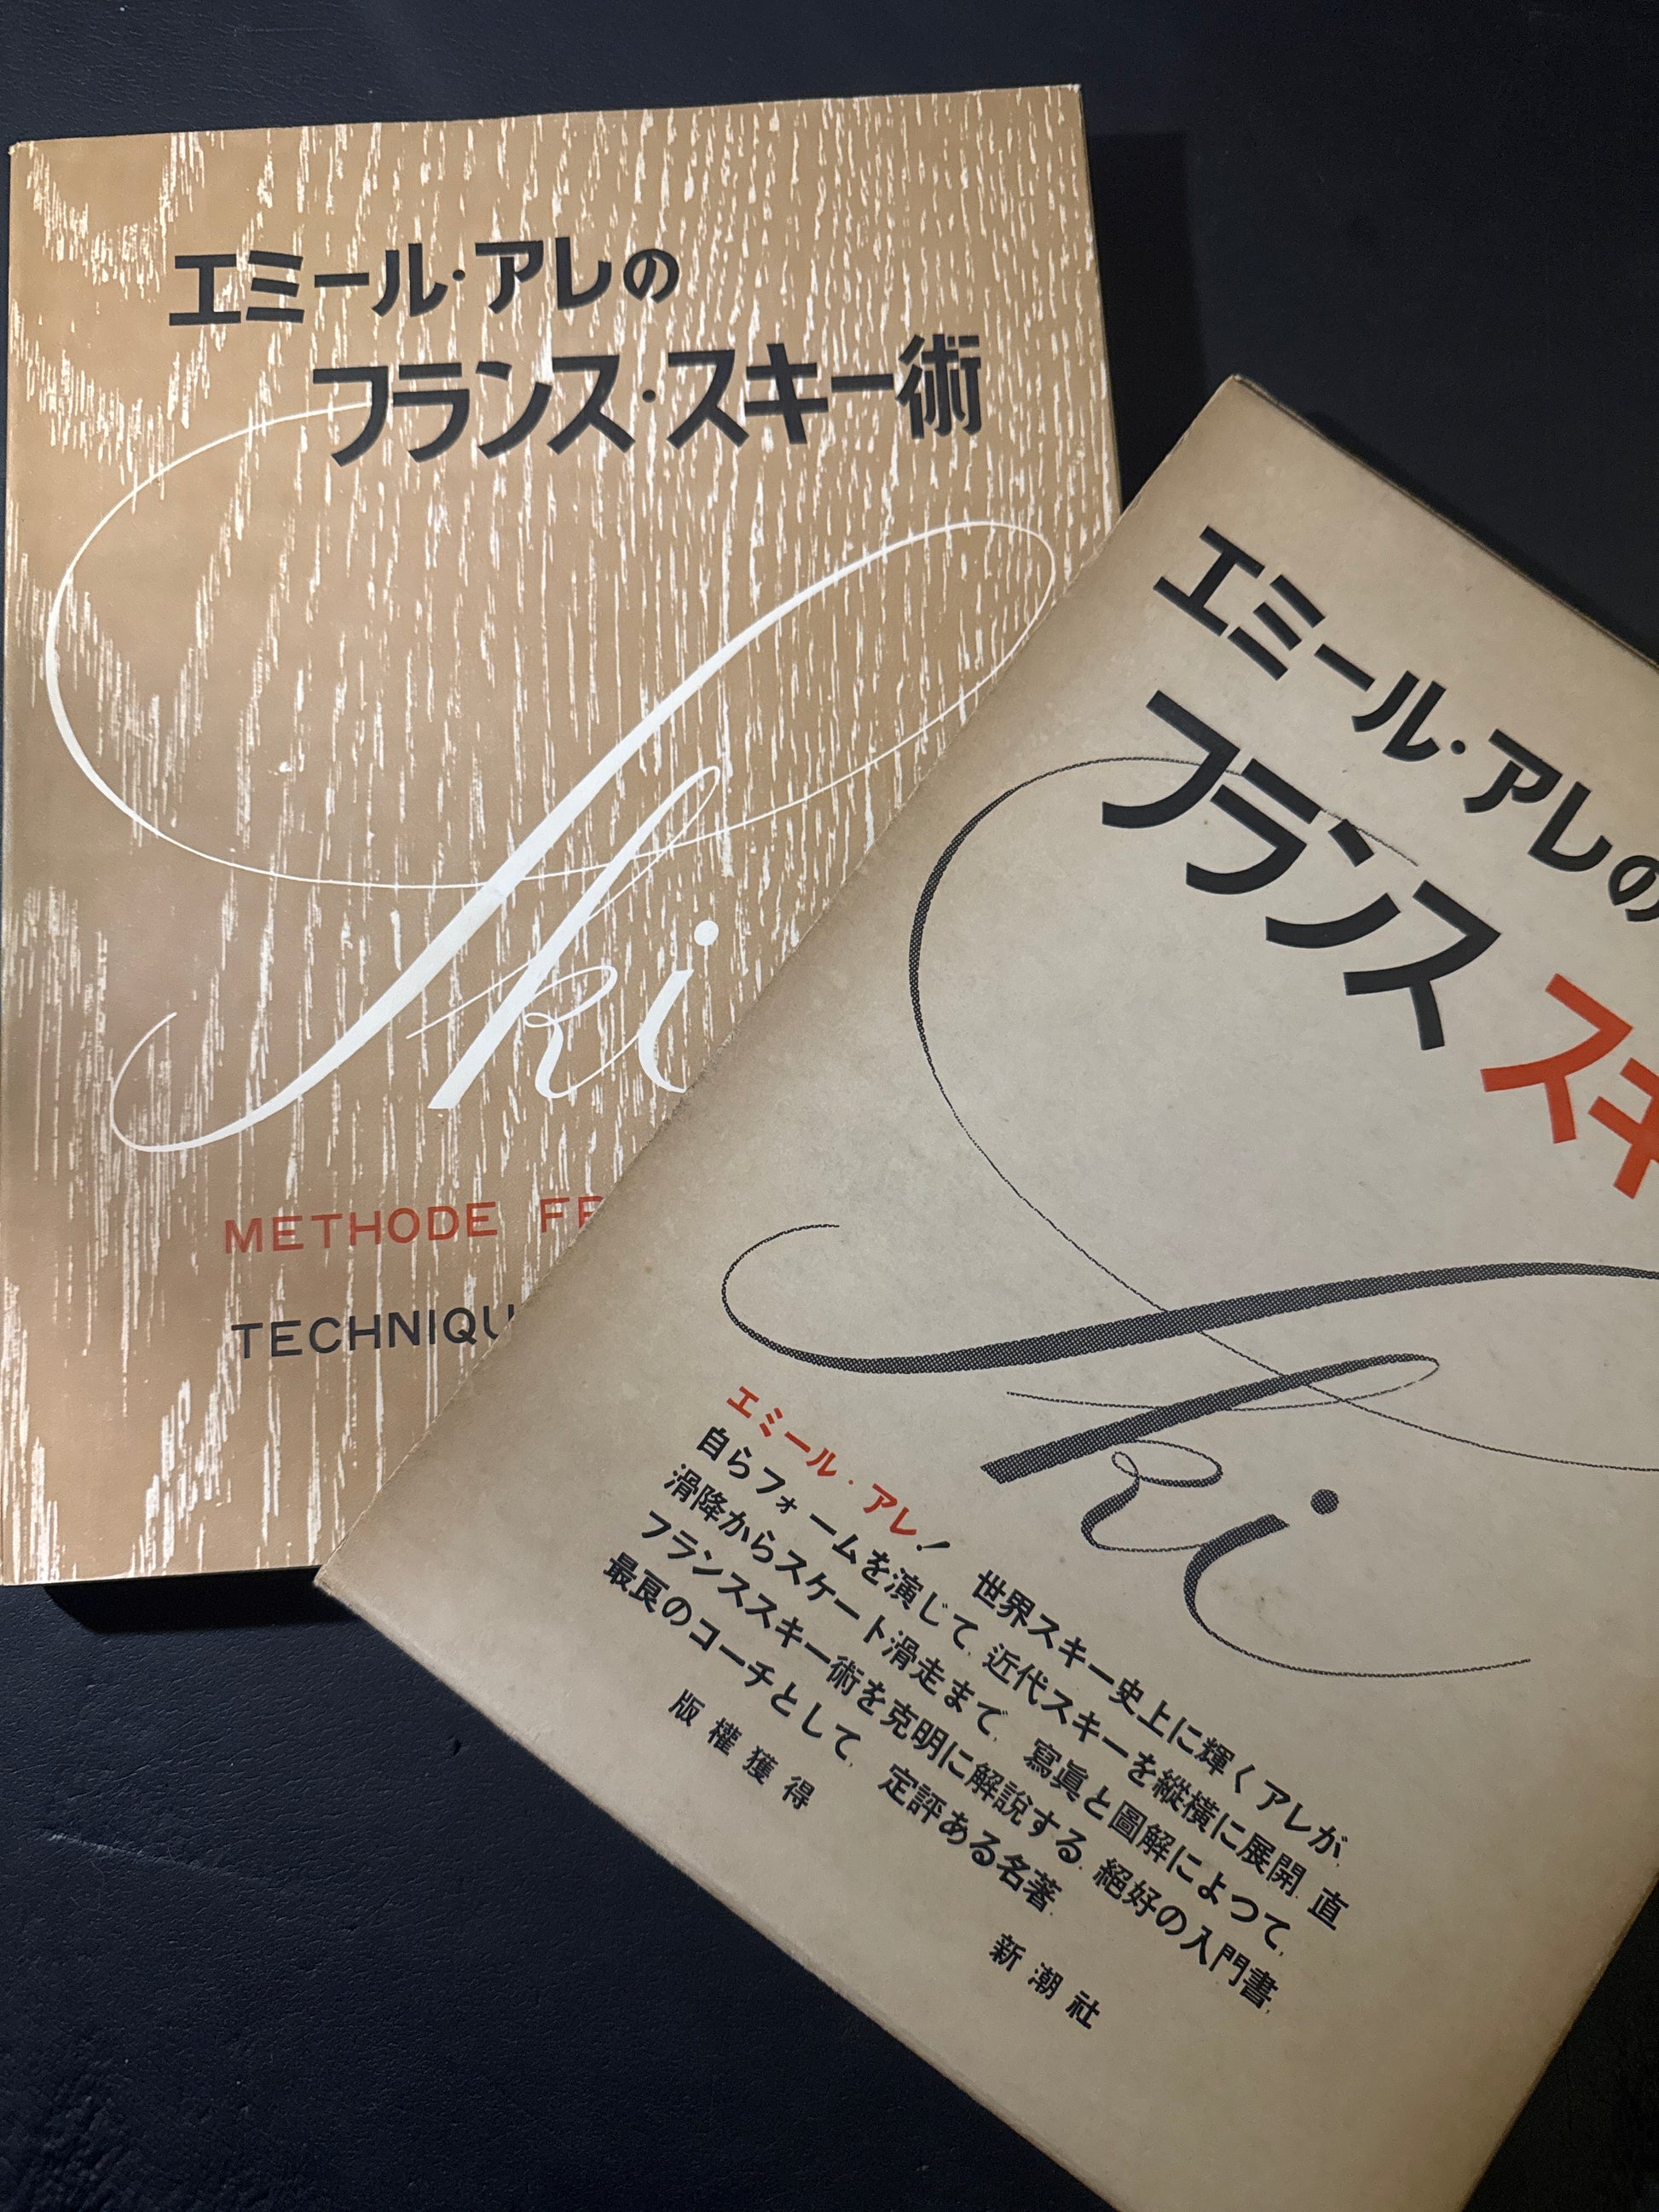 エミール・アレの
フランス・スキー術
Ski
METHODE FR
TECHNIQU
エミール・アレの
フランス スキ
Ski
エミール・アレ! 世界スキー史上に輝くアレが,
自らフォームを演じて, 近代スキーを縦横に展開. 直
滑降からスケート滑走まで, 寫眞と圖解によつて,
フランススキー術を克明に解説する. 絕好の入門書,
最良のコーチとして, 定評ある名著.
版權獲得
新潮社